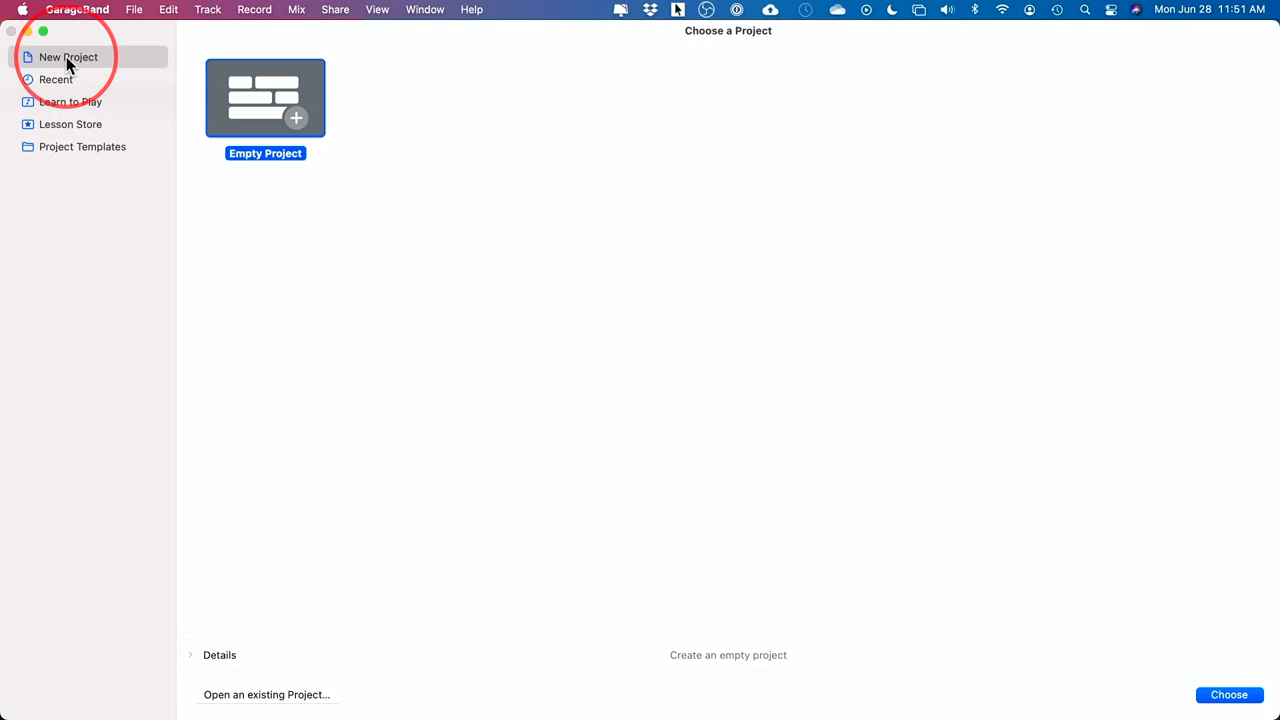 GarageBand File Edit Track Record Mix Share View Window Help Mon Jun 28 11:51 AM
Choose a Project
New Project
Recent
Learn to Play
Lesson Store
Project Templates
Empty Project
Details
Create an empty project
Open an existing Project...
Choose